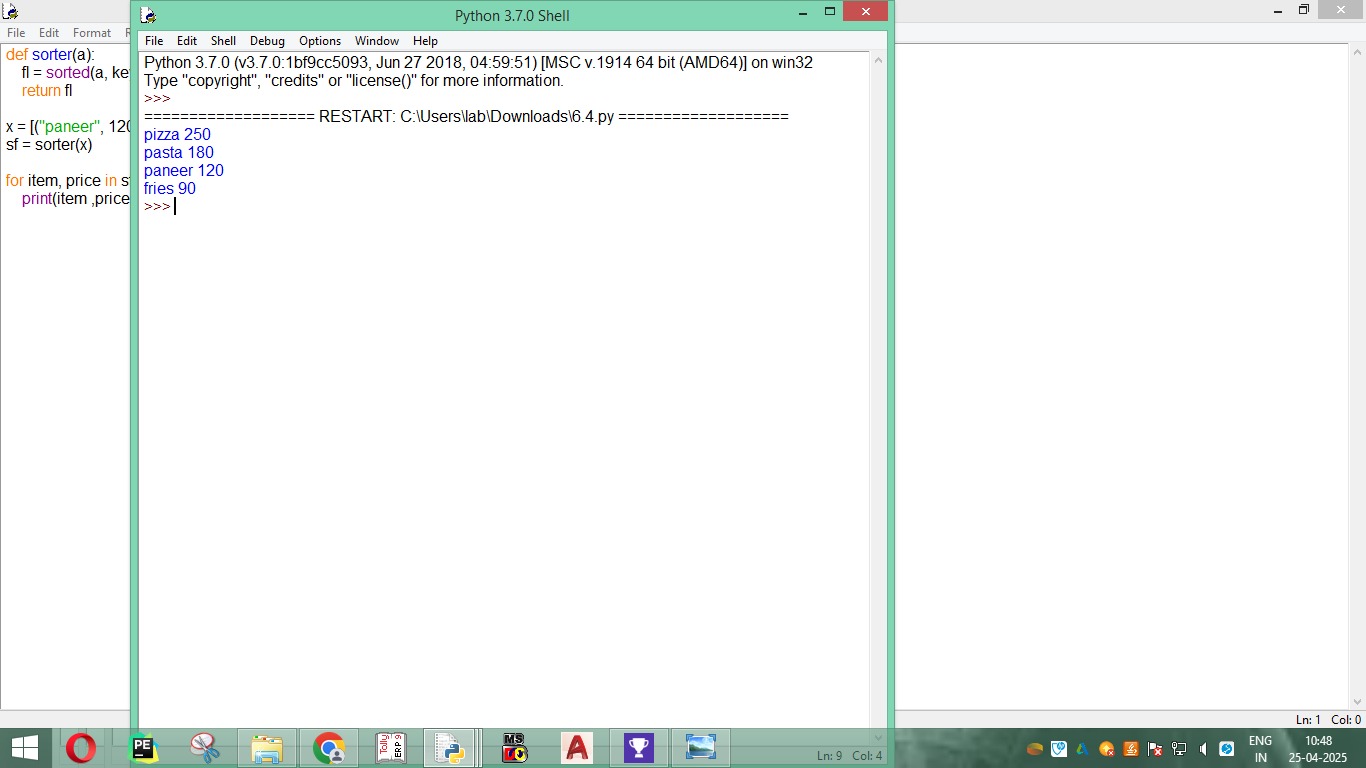 File Edit Format
def sorter(a):
fl = sorted(a,
return fl
x = [("paneer", 120
sf = sorter(x)
for item, price in
print(item ,price
Python 3.7.0 Shell
File Edit Shell Debug Options Window Help
Python 3.7.0 (v3.7.0:1bf9cc5093, Jun 27 2018, 04:59:51) [MSC v.1914 64 bit (AMD64)] on win32
Type "copyright", "credits" or "license()" for more information.
>>>
=================== RESTART: C:\Users\lab\Downloads\6.4.py ===================
pizza 250
pasta 180
paneer 120
fries 90
>>>
Ln: 9 Col: 4
Ln: 1 Col: 0
PE
Tally
ERP 9
MS
A
ENG
IN
10:48
25-04-2025